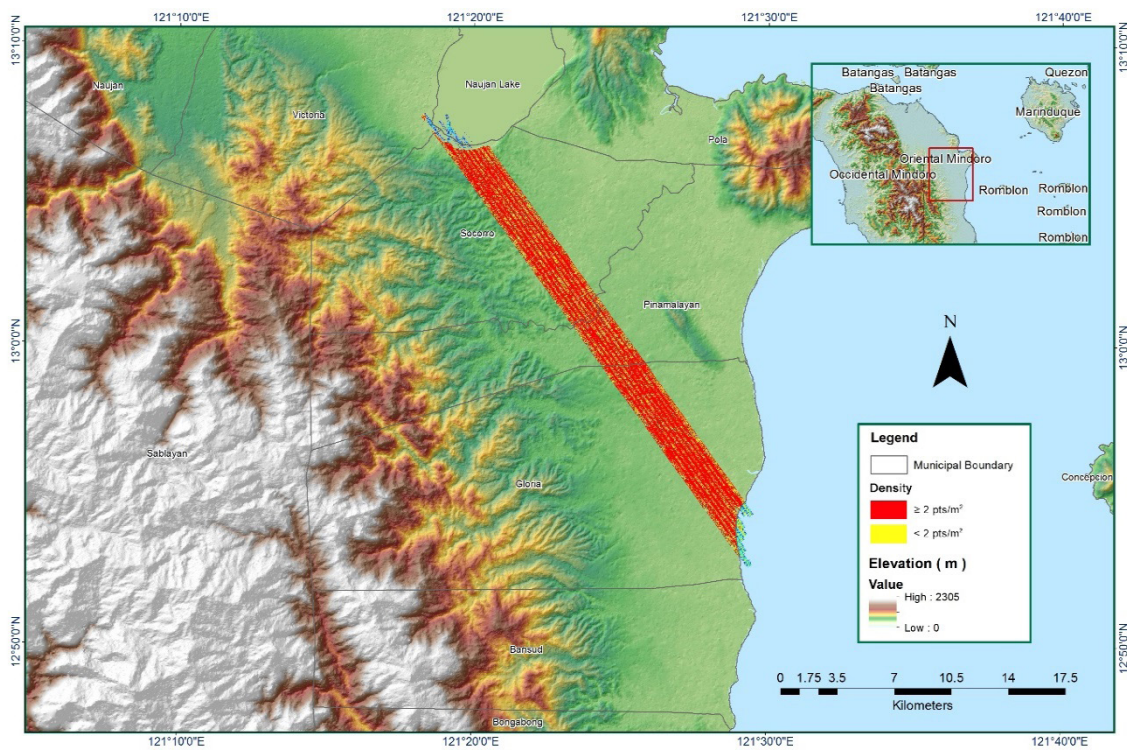 121°10'0"E
121°20'0"E
121°30'0"E
121°40'0"E
13°10'0"N
13°10'0"N
Naujan
Naujan Lake
Victoria
Pola
Batangas
Batangas
Batangas
Quezon
Marinduque
Oriental Mindoro
Occidental Mindoro
Romblon
Romblon
Romblon
Romblon
Socorro
Pinamalayan
13°0'0"N
13°0'0"N
N
Sablayan
Gloria
Concepcion
Legend
Municipal Boundary
Density
≥ 2 pts/m²
< 2 pts/m²
Elevation ( m )
Value
High : 2305
Low : 0
12°50'0"N
12°50'0"N
Bansud
Bongabong
0 1.75 3.5 7 10.5 14 17.5
Kilometers
121°10'0"E
121°20'0"E
121°30'0"E
121°40'0"E